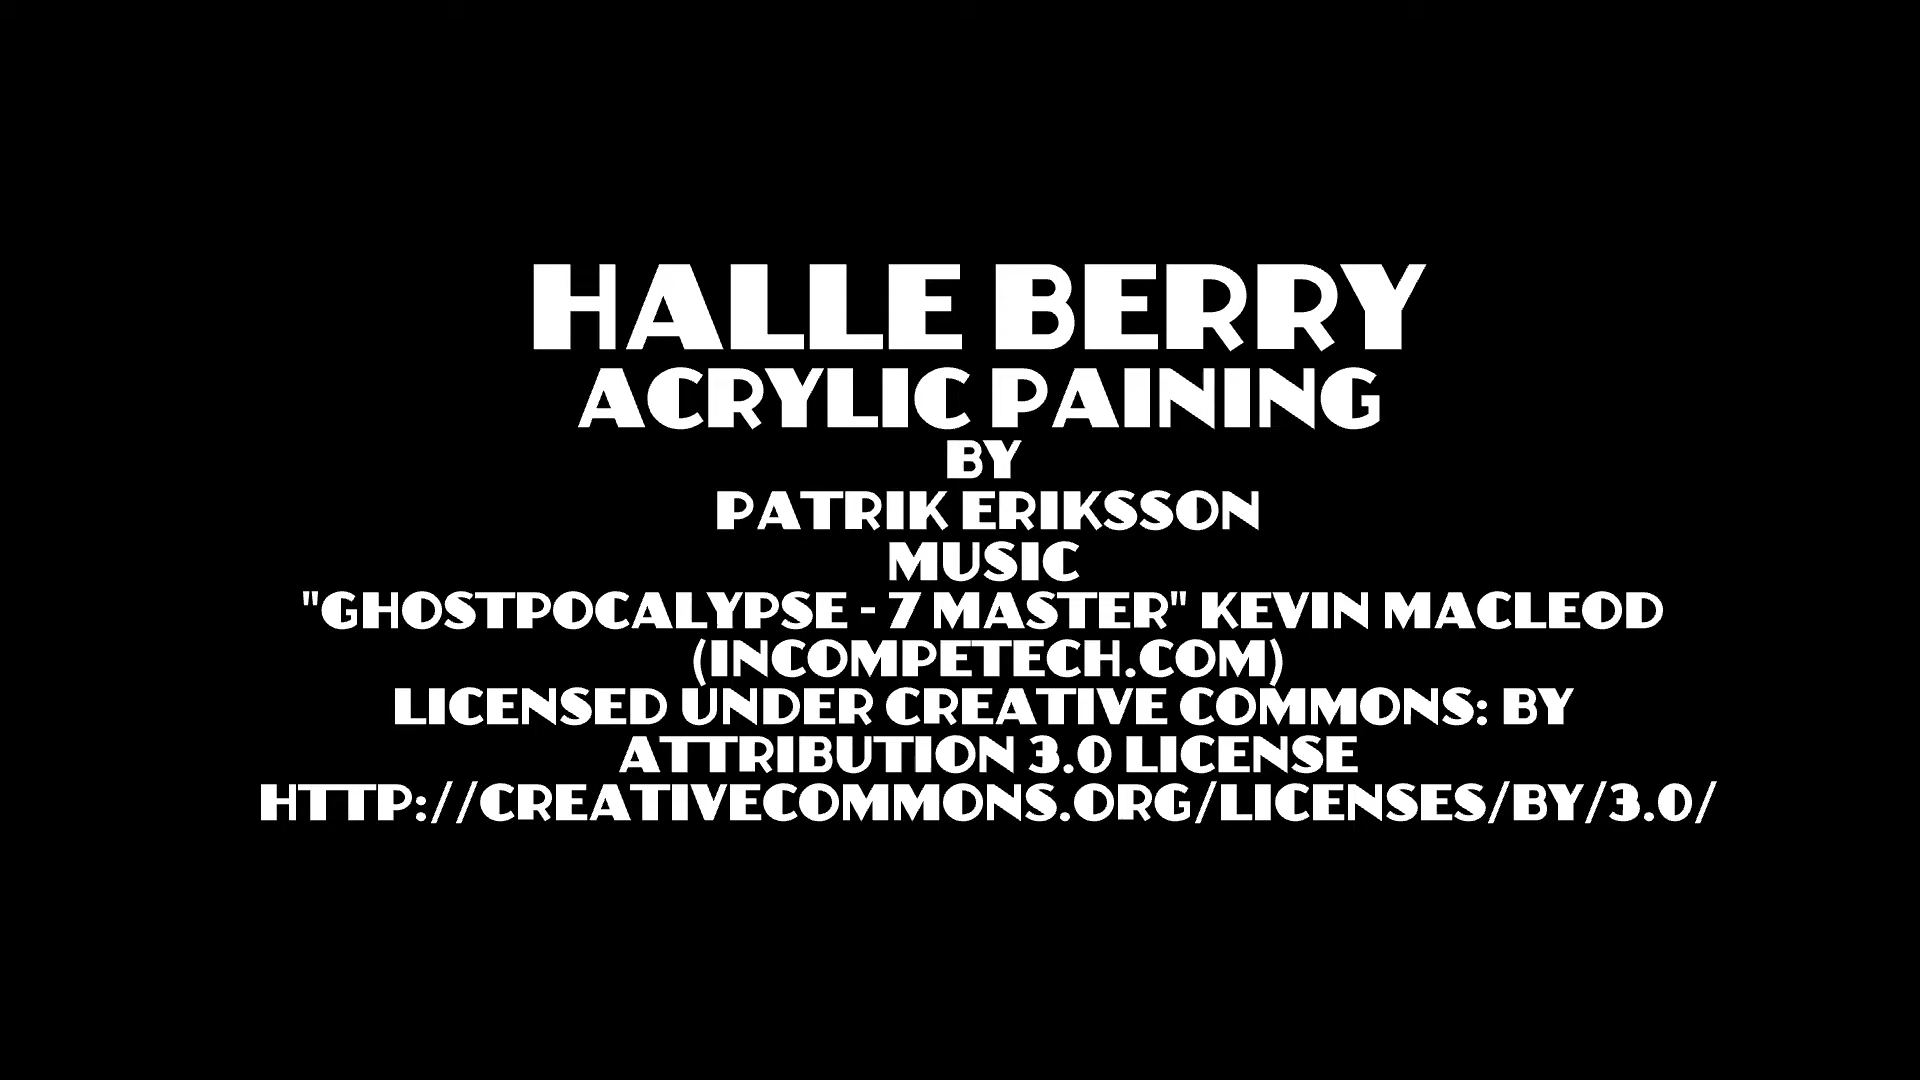 HALLE BERRY
ACRYLIC PAINING
BY
PATRIK ERIKSSON
MUSIC
"GHOSTPOCALYPSE - 7 MASTER" KEVIN MACLEOD
(INCOMPETECH.COM)
LICENSED UNDER CREATIVE COMMONS: BY
ATTRIBUTION 3.0 LICENSE
HTTP://CREATIVECOMMONS.ORG/LICENSES/BY/3.0/